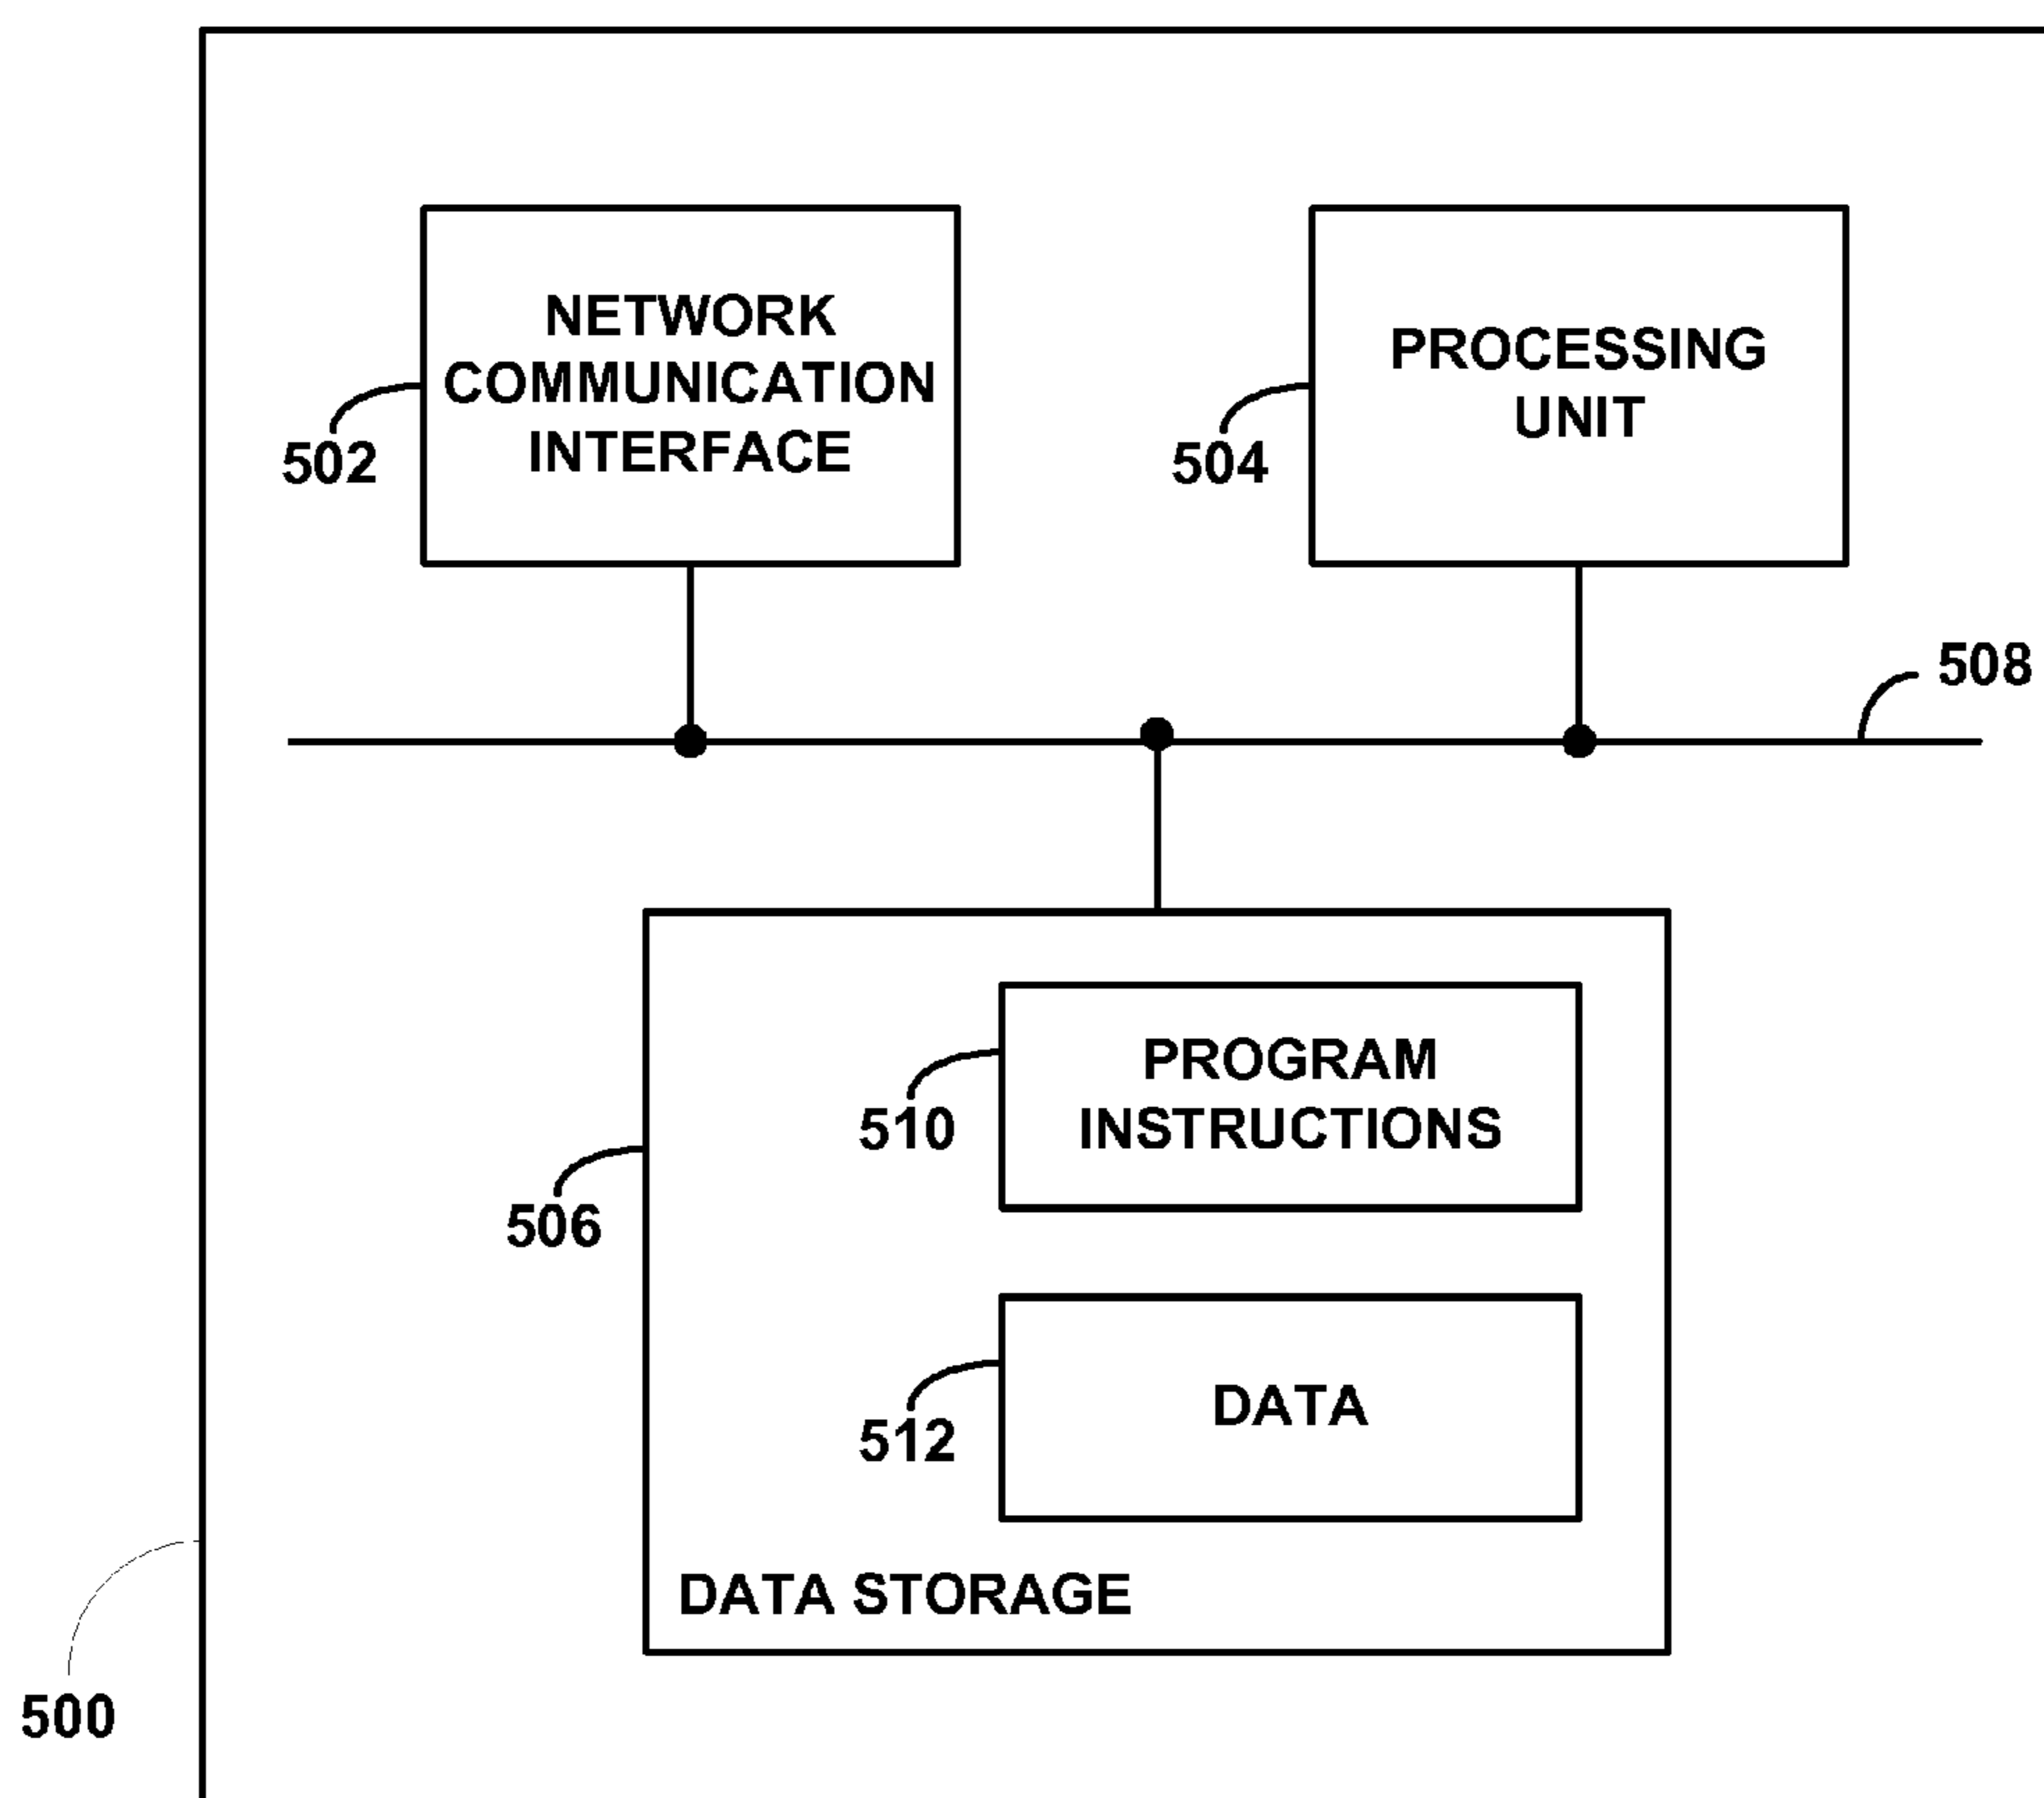 NETWORK
COMMUNICATION
INTERFACE
502
PROCESSING
UNIT
504
508
PROGRAM
INSTRUCTIONS
510
506
DATA
512
DATA STORAGE
500